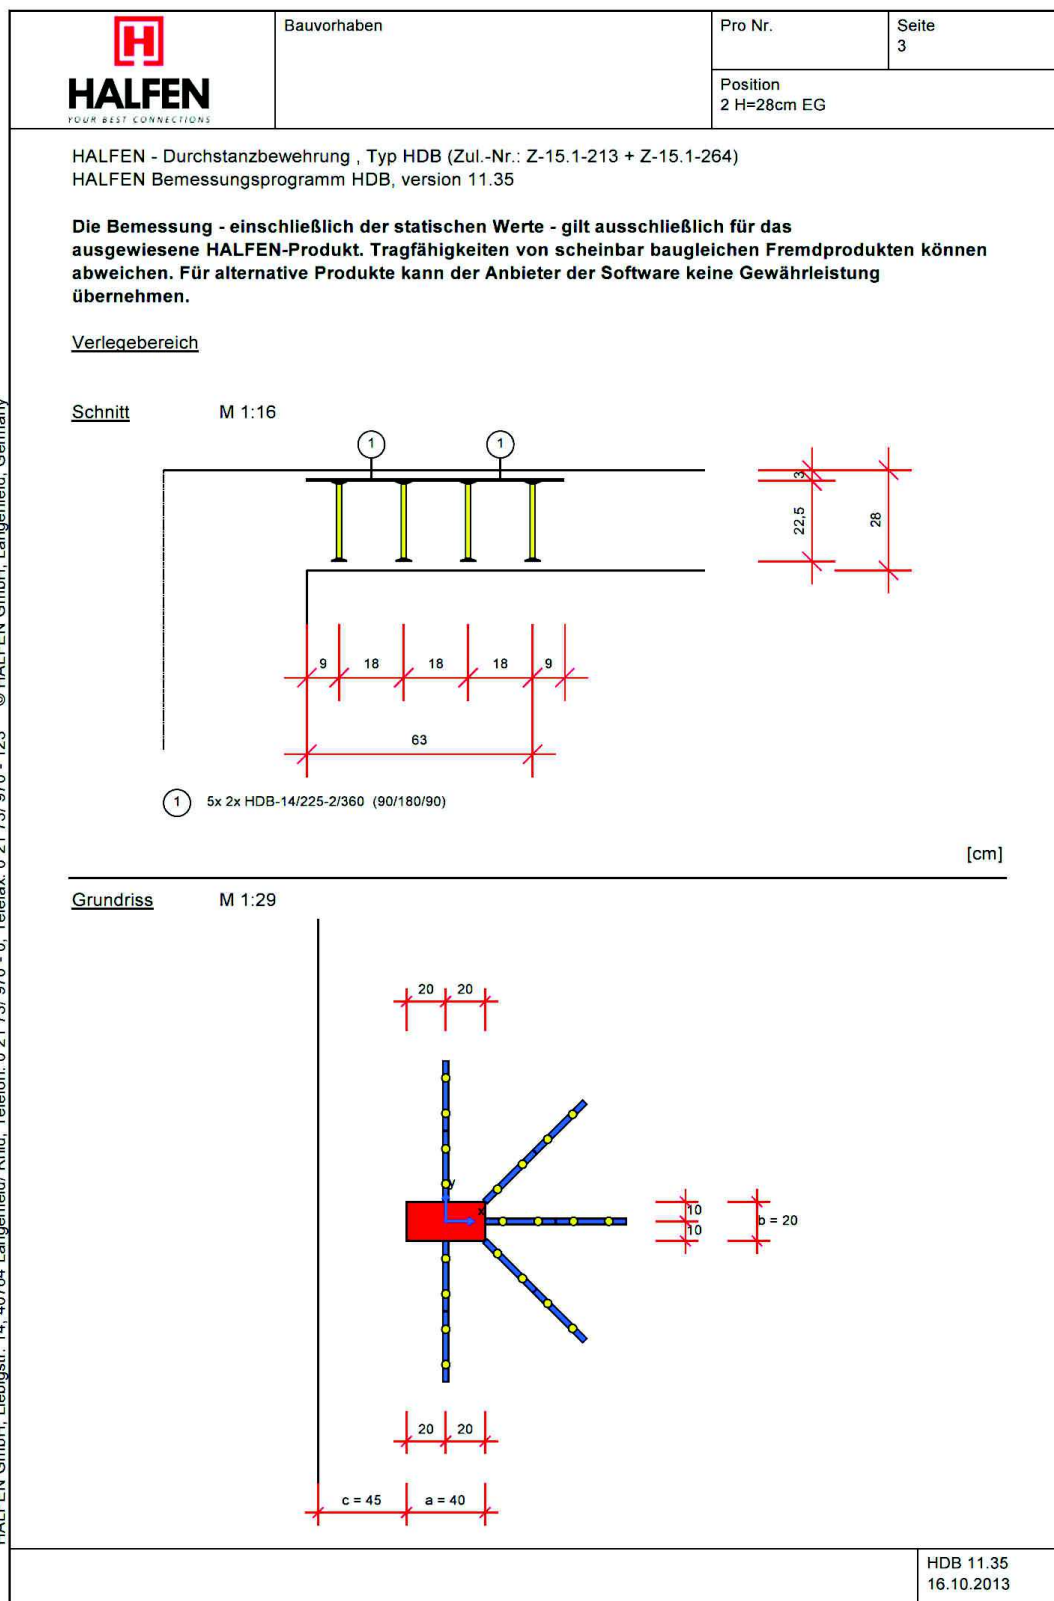 HALFEN
YOUR BEST CONNECTIONS
Bauvorhaben
Pro Nr.
Seite
3
Position
2 H=28cm EG
HALFEN - Durchstanzbewehrung , Typ HDB (Zul.-Nr.: Z-15.1-213 + Z-15.1-264)
HALFEN Bemessungsprogramm HDB, version 11.35
Die Bemessung - einschließlich der statischen Werte - gilt ausschließlich für das
ausgewiesene HALFEN-Produkt. Tragfähigkeiten von scheinbar baugleichen Fremdprodukten können
abweichen. Für alternative Produkte kann der Anbieter der Software keine Gewährleistung
übernehmen.
Verlegebereich
Schnitt M 1:16
1 1
3
22,5
28
9 18 18 18 9
63
1 5x 2x HDB-14/225-2/360 (90/180/90)
[cm]
Grundriss M 1:29
20 20
y
x
10
10
b = 20
20 20
c = 45 a = 40
HDB 11.35
16.10.2013